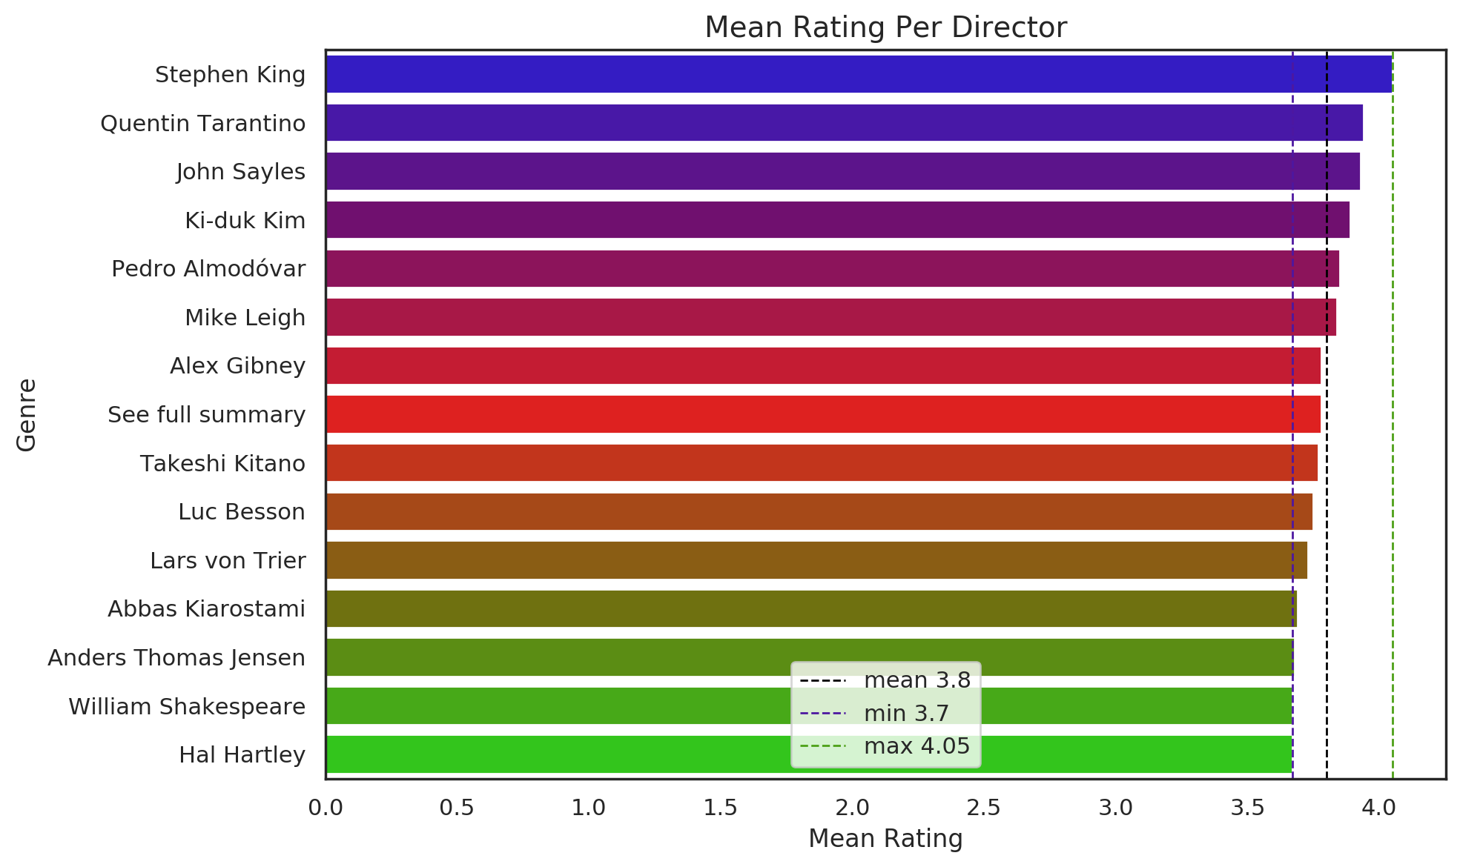 Mean Rating Per Director
Stephen King
Quentin Tarantino
John Sayles
Ki-duk Kim
Pedro Almodóvar
Mike Leigh
Alex Gibney
See full summary
Takeshi Kitano
Luc Besson
Lars von Trier
Abbas Kiarostami
Anders Thomas Jensen
William Shakespeare
Hal Hartley
Genre
mean 3.8
min 3.7
max 4.05
0.0 0.5 1.0 1.5 2.0 2.5 3.0 3.5 4.0
Mean Rating